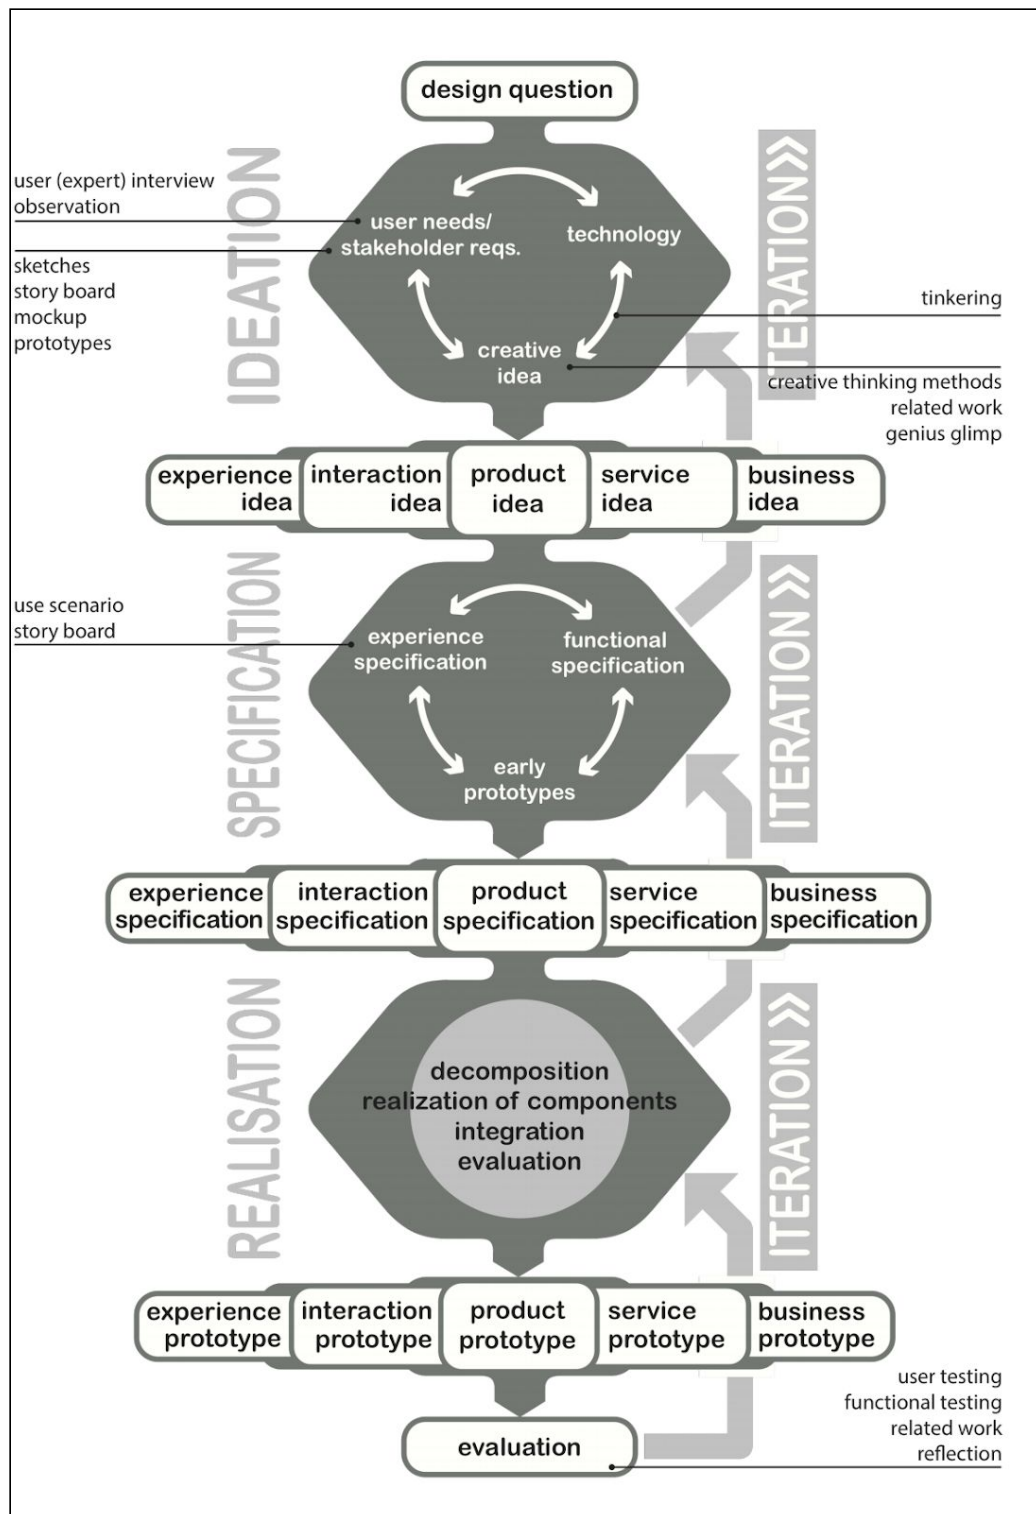 design question
IDEATION
TERATION »
user (expert) interview
observation
user needs/
stakeholder reqs.
technology
sketches
story board
mockup
prototypes
tinkering
creative
idea
creative thinking methods
related work
genius glimp
experience
idea
interaction
idea
product
idea
service
idea
business
idea
SPECIFICATION
ITERATION »
use scenario
story board
experience
specification
functional
specification
early
prototypes
experience
specification
interaction
specification
product
specification
service
specification
business
specification
REALISATION
ITERATION »
decomposition
realization of components
integration
evaluation
experience
prototype
interaction
prototype
product
prototype
service
prototype
business
prototype
user testing
functional testing
related work
reflection
evaluation